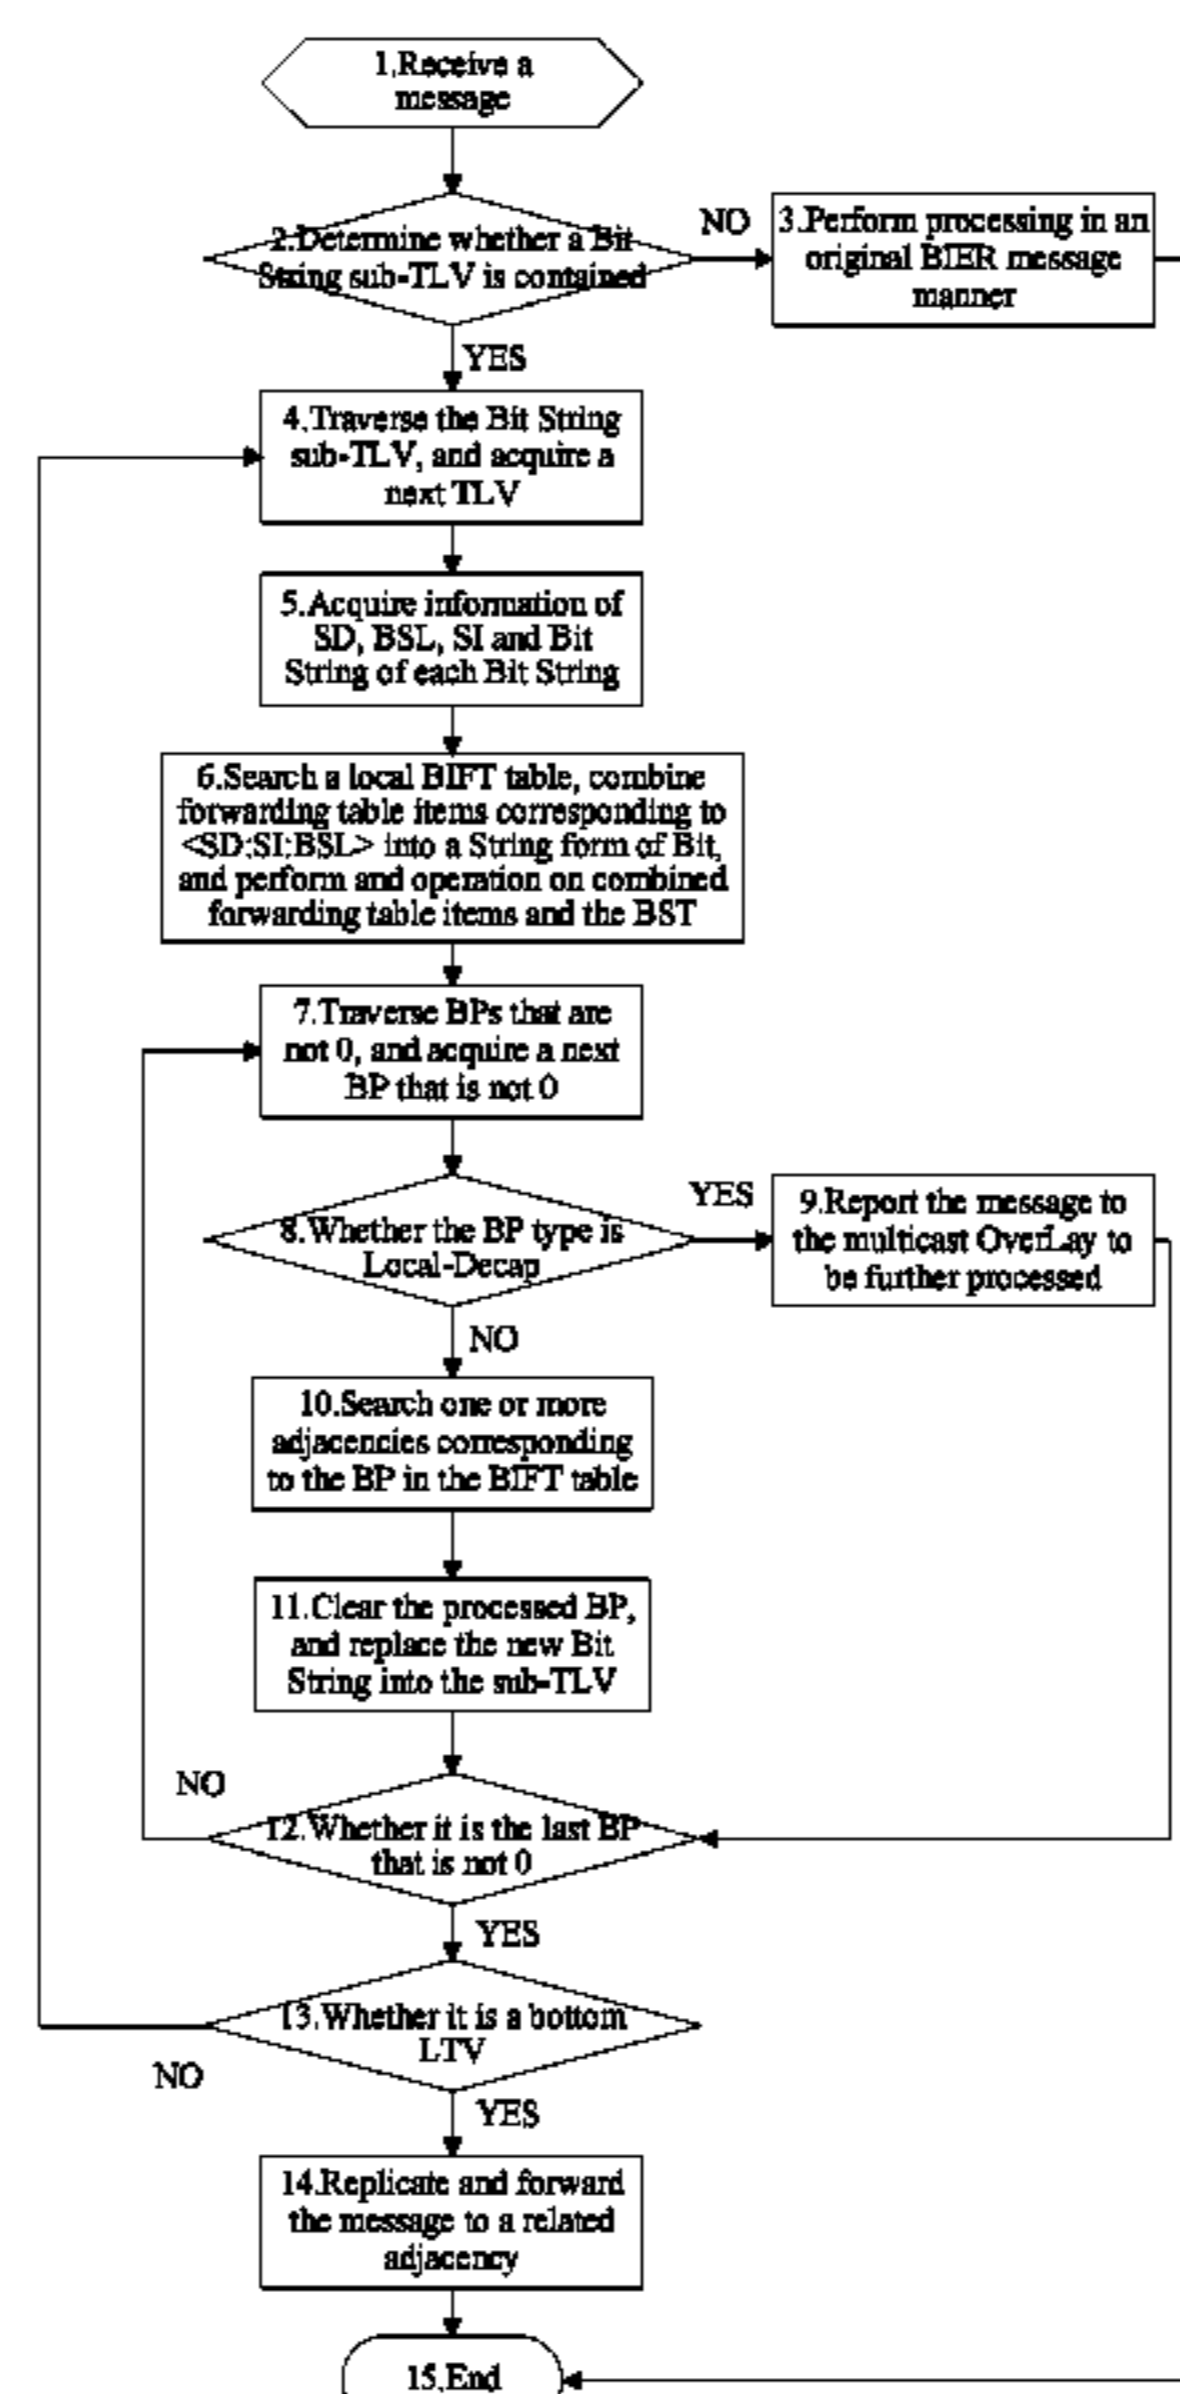 1.Receive a
message
2.Determine whether a Bit
String sub-TLV is contained
NO
3.Perform processing in an
original BIER message
manner
YES
4.Traverse the Bit String
sub-TLV, and acquire a
next TLV
5.Acquire information of
SD, BSL, SI and Bit
String of each Bit String
6.Search a local BIFT table, combine
forwarding table items corresponding to
<SD:SI:BSL> into a String form of Bit,
and perform and operation on combined
forwarding table items and the BST
7.Traverse BPs that are
not 0, and acquire a next
BP that is not 0
8.Whether the BP type is
Local-Decap
YES
9.Report the message to
the multicast OverLay to
be further processed
NO
10.Search one or more
adjacencies corresponding
to the BP in the BIFT table
11.Clear the processed BP,
and replace the new Bit
String into the sub-TLV
NO
12.Whether it is the last BP
that is not 0
YES
13.Whether it is a bottom
LTV
NO
YES
14.Replicate and forward
the message to a related
adjacency
15.End